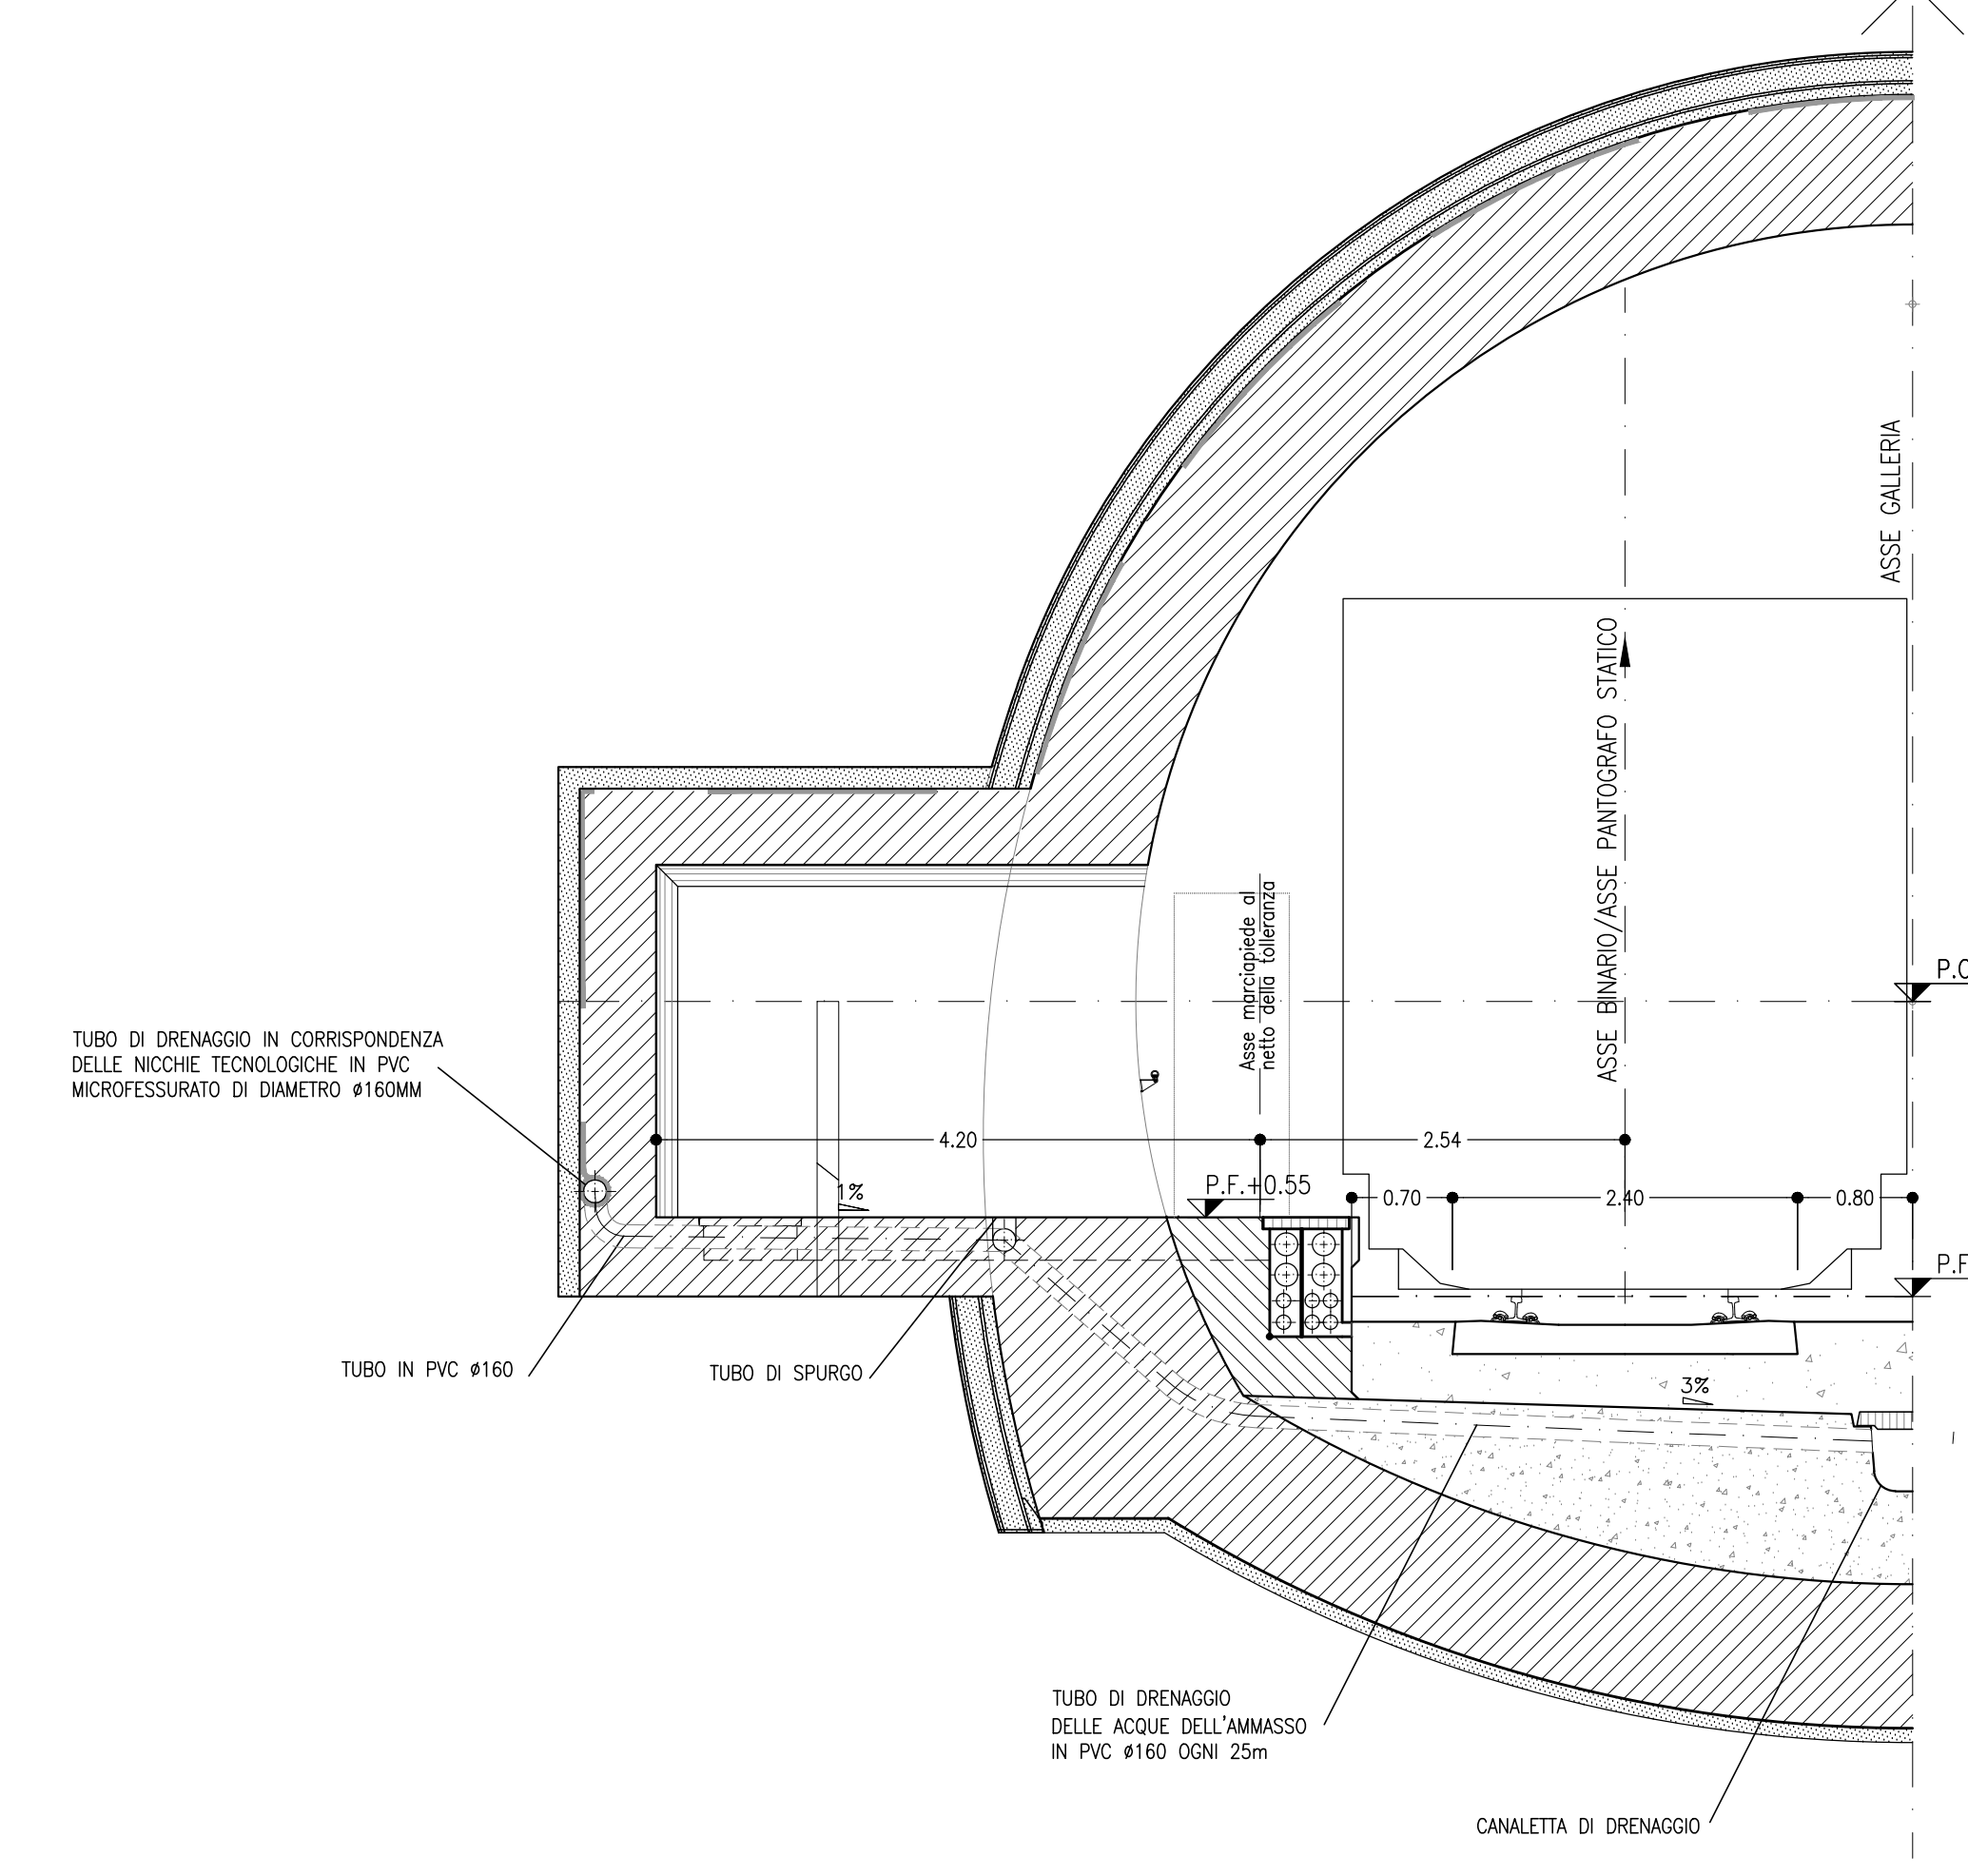 ASSE GALLERIA
ASSE BINARIO/ASSE PANTOGRAFO STATICO
Asse marciapiede al
netto della tolleranza
TUBO DI DRENAGGIO IN CORRISPONDENZA
DELLE NICCHIE TECNOLOGICHE IN PVC
MICROFESSURATO DI DIAMETRO ø160MM
4.20
2.54
1%
P.F.+0.55
0.70
2.40
0.80
P.F
TUBO IN PVC ø160
TUBO DI SPURGO
3%
TUBO DI DRENAGGIO
DELLE ACQUE DELL'AMMASSO
IN PVC ø160 OGNI 25m
CANALETTA DI DRENAGGIO